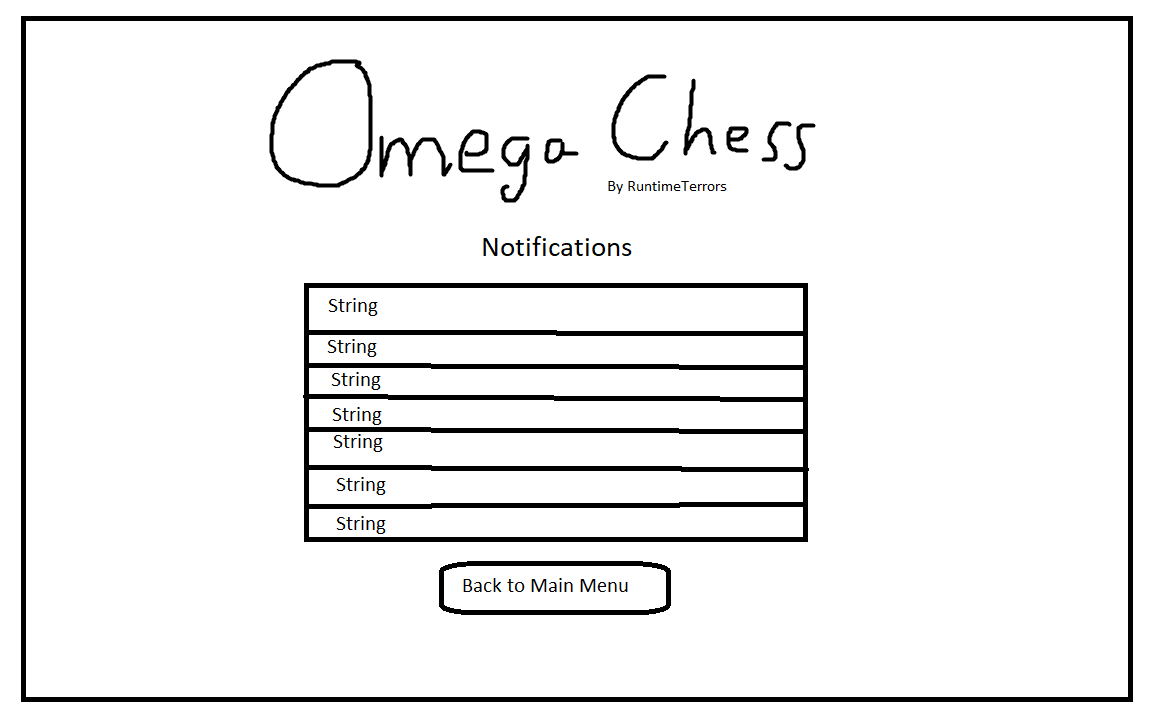 Omega Chess
By RuntimeTerrors
Notifications
String
String
String
String
String
String
String
Back to Main Menu